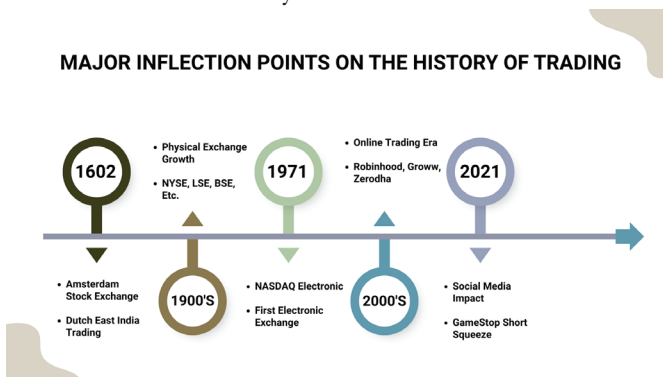 MAJOR INFLECTION POINTS ON THE HISTORY OF TRADING
1602
• Amsterdam
Stock Exchange
• Dutch East India
Trading
• Physical Exchange
Growth
• NYSE, LSE, BSE,
Etc.
1900'S
1971
• NASDAQ Electronic
• First Electronic
Exchange
• Online Trading Era
• Robinhood, Groww,
Zerodha
2000'S
2021
• Social Media
Impact
• GameStop Short
Squeeze